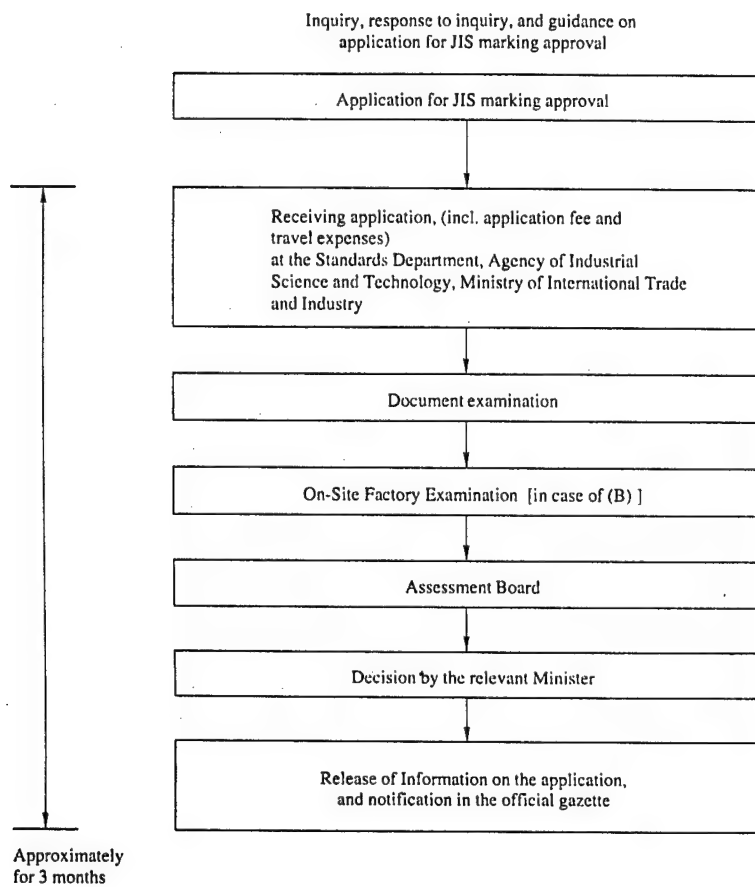 Inquiry, response to inquiry, and guidance on
application for JIS marking approval
Application for JIS marking approval
Receiving application, (incl. application fee and
travel expenses)
at the Standards Department, Agency of Industrial
Science and Technology, Ministry of International Trade
and Industry
Document examination
On-Site Factory Examination [in case of (B) ]
Assessment Board
Decision by the relevant Minister
Release of Information on the application,
and notification in the official gazette
Approximately
for 3 months